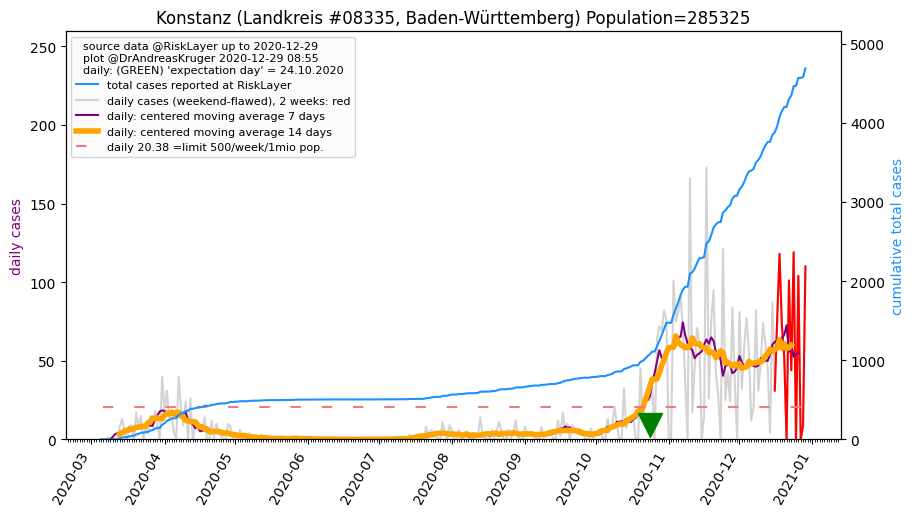 Konstanz (Landkreis #08335, Baden-Württemberg) Population=285325
source data @RiskLayer up to 2020-12-29
plot @DrAndreasKruger 2020-12-29 08:55
daily: (GREEN) 'expectation day' = 24.10.2020
total cases reported at RiskLayer
daily cases (weekend-flawed), 2 weeks: red
daily: centered moving average 7 days
daily: centered moving average 14 days
daily 20.38 =limit 500/week/1mio pop.
daily cases
250
200
150
100
50
0
cumulative total cases
5000
4000
3000
2000
1000
0
2020-03
2020-04
2020-05
2020-06
2020-07
2020-08
2020-09
2020-10
2020-11
2020-12
2021-01